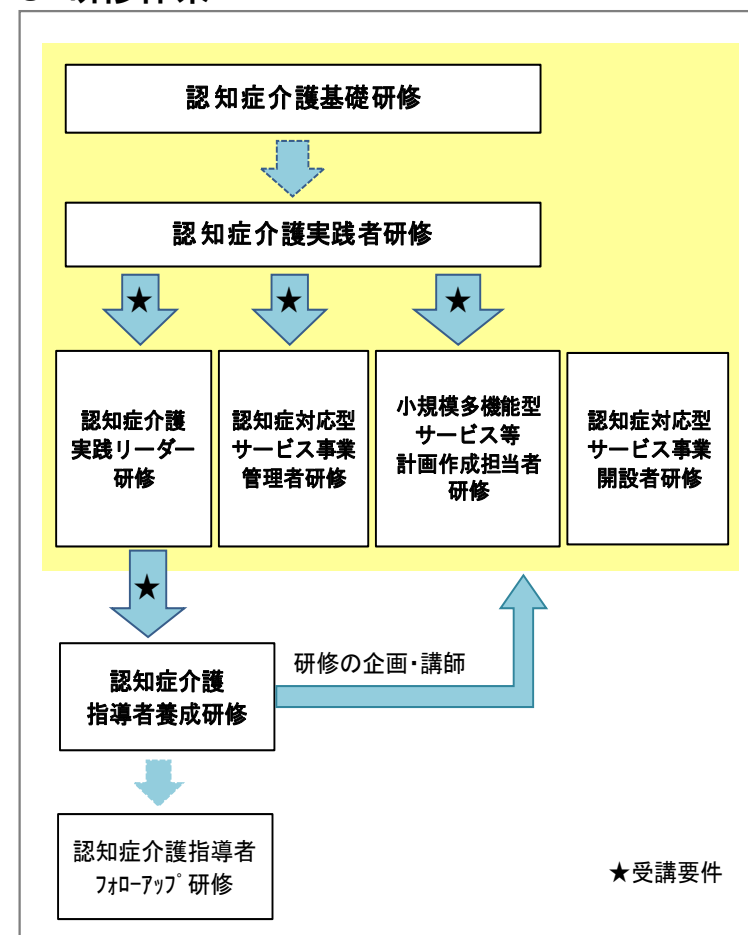 認知症介護基礎研修
認知症介護実践者研修
★
★
★
認知症介護
実践リーダー
研修
認知症対応型
サービス事業
管理者研修
小規模多機能型
サービス等
計画作成担当者
研修
認知症対応型
サービス事業
開設者研修
★
認知症介護
指導者養成研修
研修の企画・講師
認知症介護指導者
ﾌｫﾛｰｱｯﾌﾟ研修
★受講要件